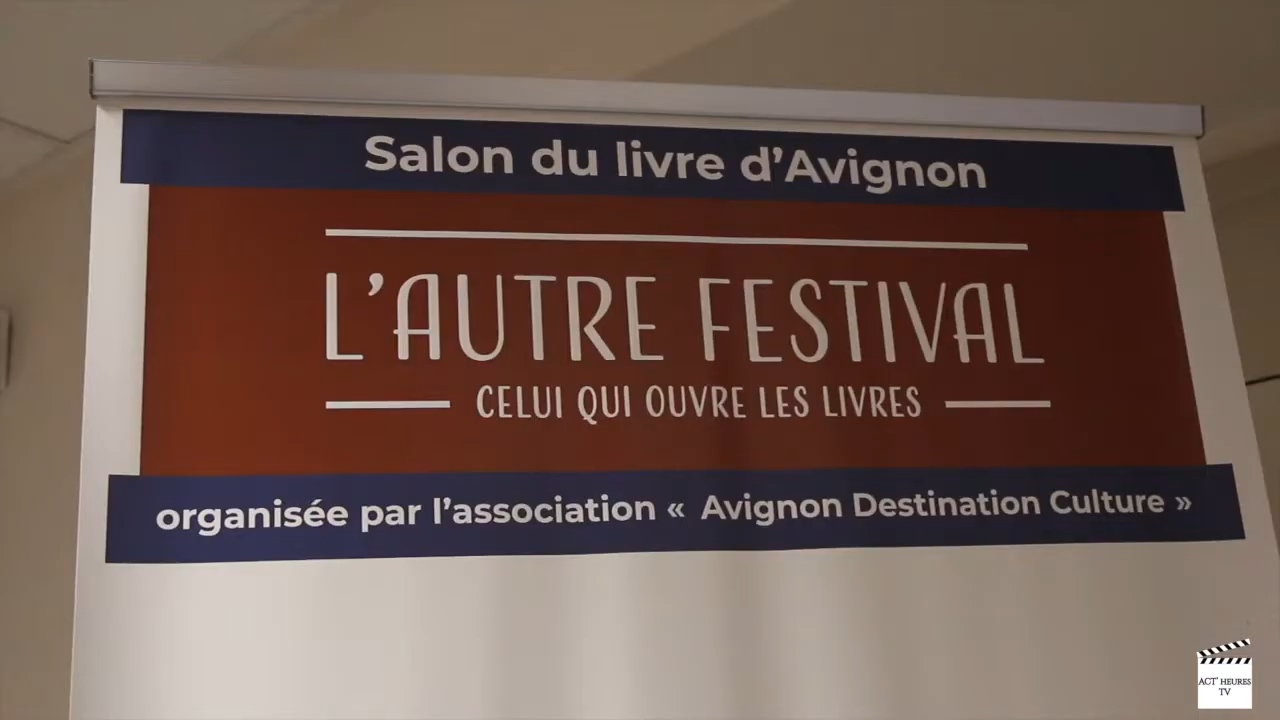 Salon du livre d’Avignon
L’AUTRE FESTIVAL
CELUI QUI OUVRE LES LIVRES
organisée par l’association « Avignon Destination Culture »
ACT’ HEURES
TV